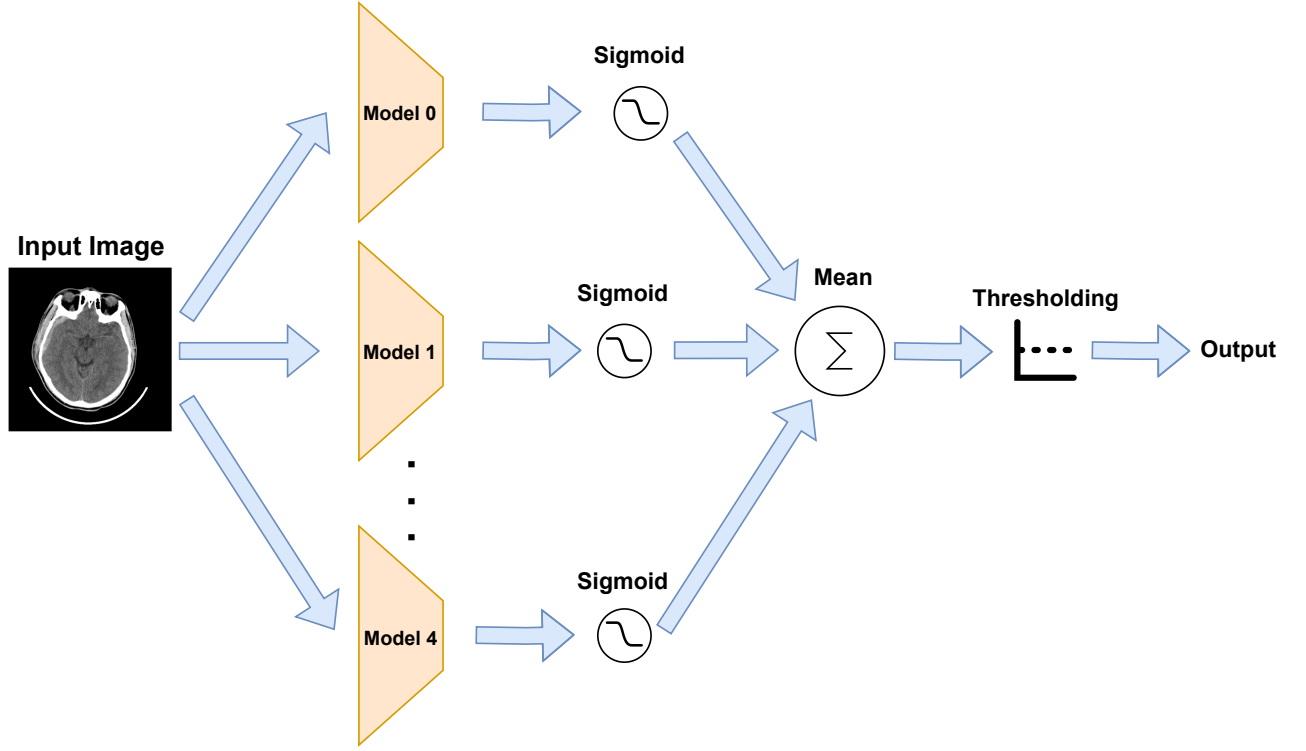 Sigmoid
Model 0
Input Image
Mean
Sigmoid
Thresholding
Model 1
Output
Sigmoid
Model 4